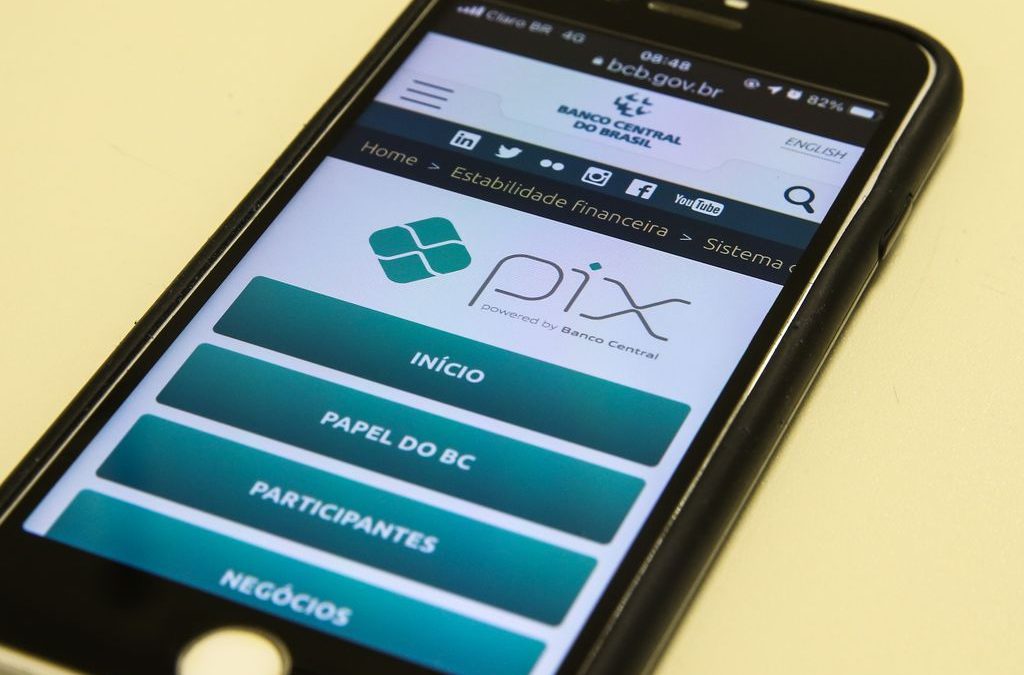 Claro BR 4G
08:48
82%
bcb.gov.br
BANCO CENTRAL
DO BRASIL
ENGLISH
in
f
YouTube
Home > Estabilidade financeira > Sistema
pix
powered by Banco Central
INÍCIO
PAPEL DO BC
PARTICIPANTES
NEGÓCIOS